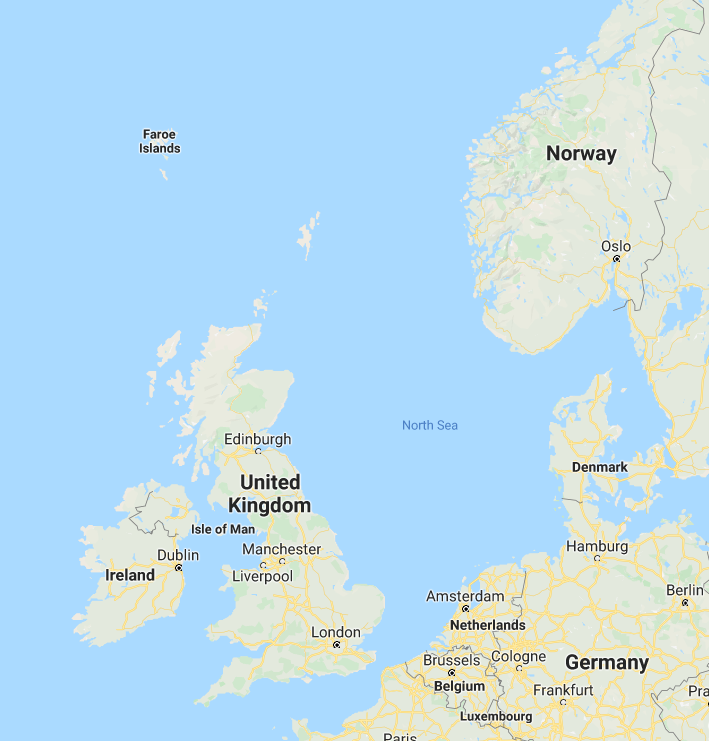 Faroe
Islands
Norway
Oslo
North Sea
Edinburgh
United
Kingdom
Denmark
Isle of Man
Dublin
Manchester
Hamburg
Ireland
Liverpool
Amsterdam
Berlin
Netherlands
London
Brussels
Cologne
Germany
Belgium
Frankfurt
Pra
Luxembourg
Paris